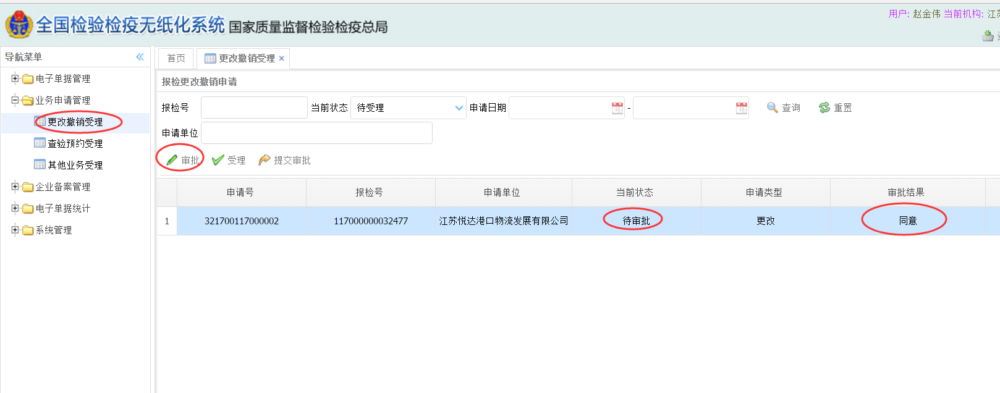 全国检验检疫无纸化系统 国家质量监督检验检疫总局
用户: 赵金伟 当前机构: 江苏
导航菜单
电子单据管理
业务申请管理
更改撤销受理
查验预约受理
其他业务受理
企业备案管理
电子单据统计
系统管理
首页 更改撤销受理 ×
报检更改撤销申请
报检号 当前状态 待受理 申请日期 - 查询 重置
申请单位
审批 受理 提交审批
申请号 报检号 申请单位 当前状态 申请类型 审批结果
1 321700117000002 117000000032477 江苏悦达港口物流发展有限公司 待审批 更改 同意